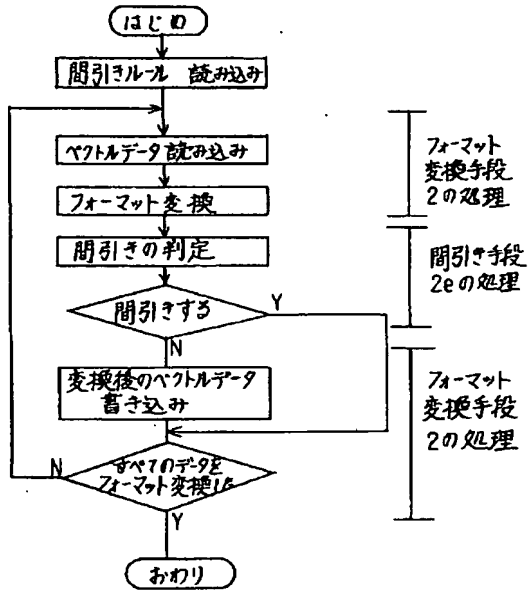 はじめ
間引きルール 読み込み
ベクトルデータ読み込み
フォーマット変換
間引きの判定
間引きする
Y
N
変換後のベクトルデータ
書き込み
すべてのデータを
フォーマット変換した
N
Y
おわり
フォーマット
変換手段
2の処理
間引き手段
2eの処理
フォーマット
変換手段
2の処理